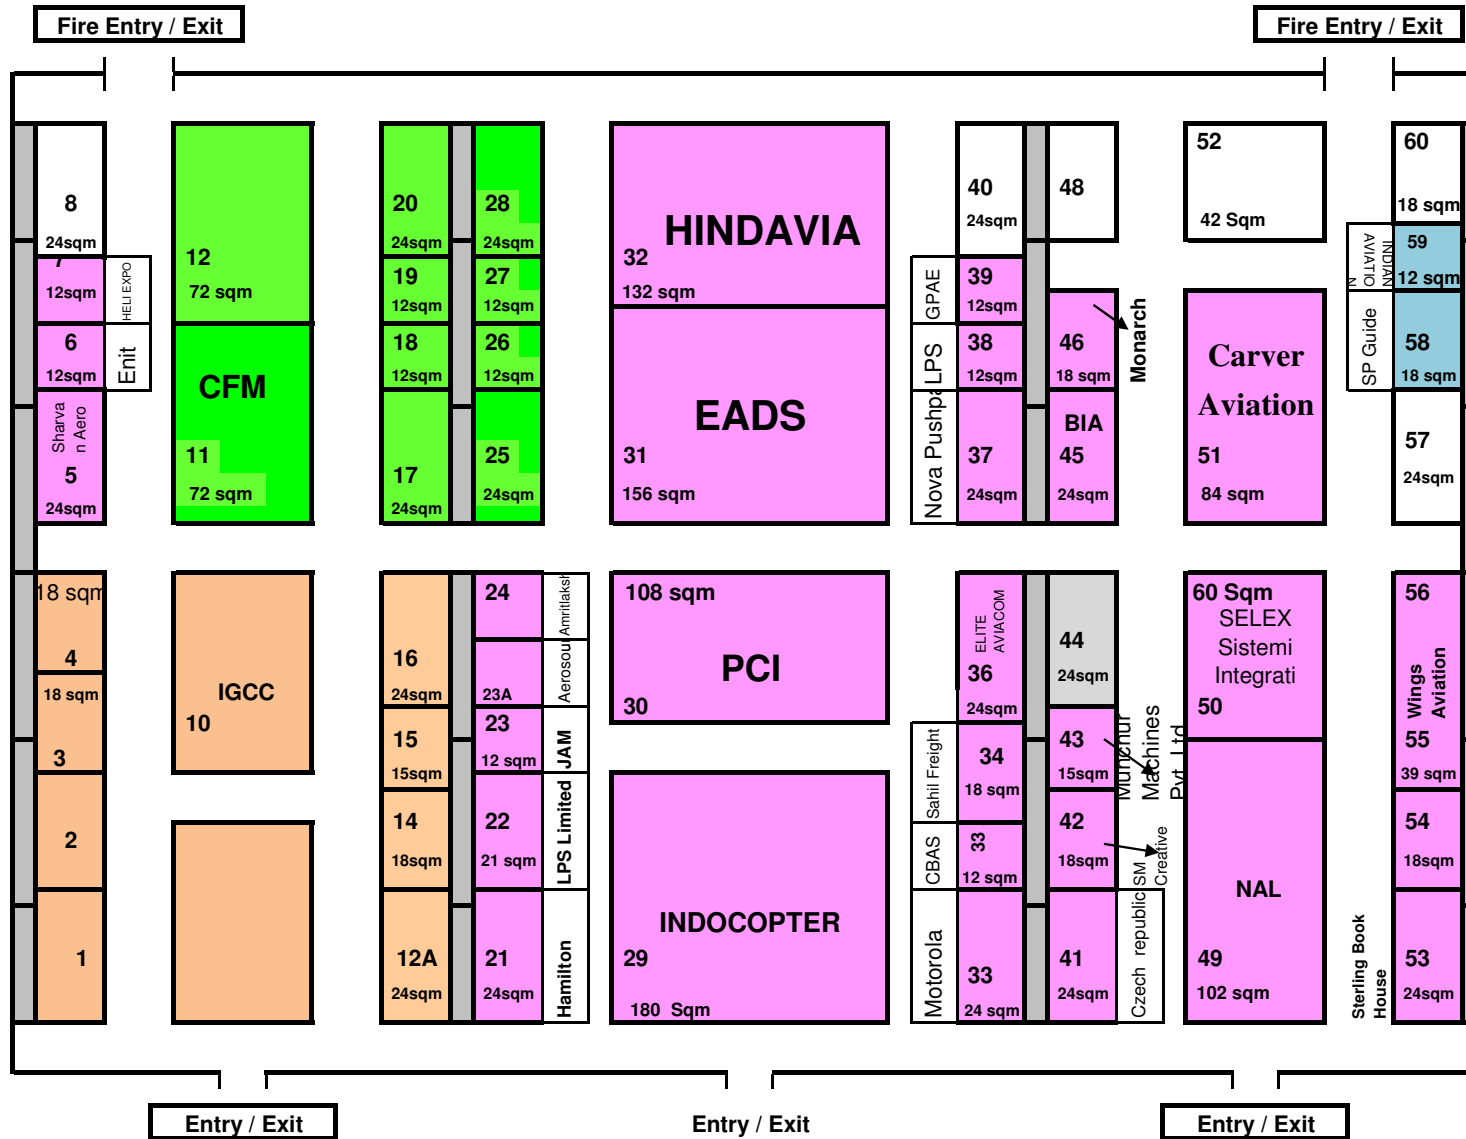 Fire Entry / Exit
Fire Entry / Exit
8
24sqm
7
12sqm
HELI EXPO
6
12sqm
Enit
Sharva
n Aero
5
24sqm
12
72 sqm
CFM
11
72 sqm
20
24sqm
19
12sqm
18
12sqm
17
24sqm
28
24sqm
27
12sqm
26
12sqm
25
24sqm
HINDAVIA
32
132 sqm
EADS
31
156 sqm
40
24sqm
GPAE
39
12sqm
LPS
38
12sqm
Nova Pushpa
37
24sqm
48
Monarch
46
18 sqm
BIA
45
24sqm
52
42 Sqm
Carver
Aviation
51
84 sqm
60
18 sqm
INDIAN
AVIATIO
N
59
12 sqm
SP Guide
58
18 sqm
57
24sqm
18 sqm
4
18 sqm
3
2
1
IGCC
10
16
24sqm
15
15sqm
14
18sqm
12A
24sqm
24
Amritlaksh
23A
Aerosour
23
12 sqm
JAM
22
21 sqm
LPS Limited
21
24sqm
Hamilton
108 sqm
PCI
30
INDOCOPTER
29
180 Sqm
ELITE
AVIACOM
36
24sqm
Sahil Freight
34
18 sqm
CBAS
33
12 sqm
Motorola
33
24 sqm
44
24sqm
43
15sqm
Munchur
Machines
Pvt. Ltd
42
18sqm
SM
Creative
41
24sqm
Czech republic
60 Sqm
SELEX
Sistemi
Integrati
50
NAL
49
102 sqm
56
Wings
Aviation
55
39 sqm
54
18sqm
Sterling Book
House
53
24sqm
Entry / Exit
Entry / Exit
Entry / Exit